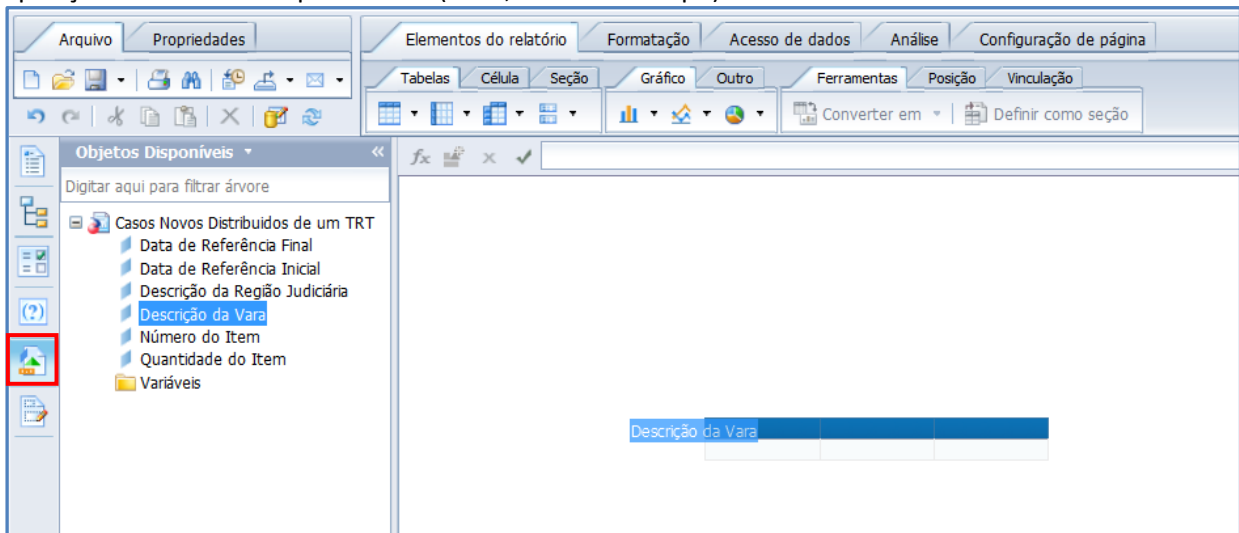 Arquivo Propriedades
Elementos do relatório Formatação Acesso de dados Análise Configuração de página
Tabelas Célula Seção Gráfico Outro Ferramentas Posição Vinculação
Converter em Definir como seção
Objetos Disponíveis
Digitar aqui para filtrar árvore
Casos Novos Distribuidos de um TRT
Data de Referência Final
Data de Referência Inicial
Descrição da Região Judiciária
Descrição da Vara
Número do Item
Quantidade do Item
Variáveis
Descrição da Vara